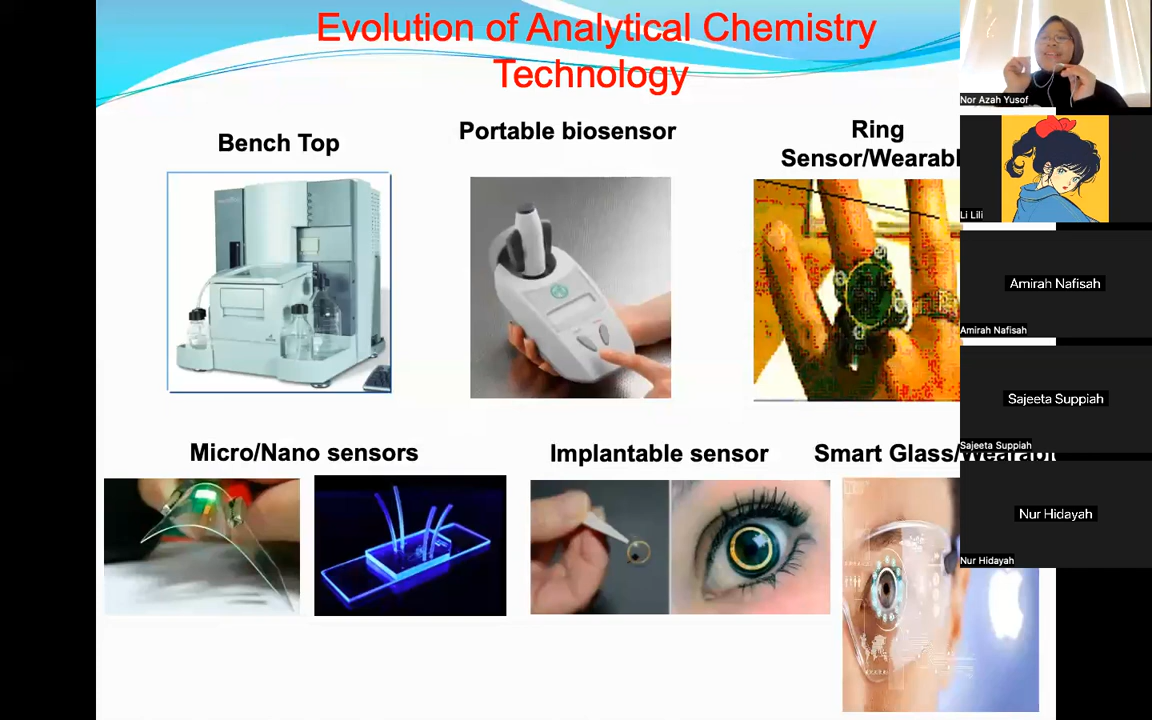 Evolution of Analytical Chemistry
Technology
Bench Top
Portable biosensor
Ring
Sensor/Wearabl
Micro/Nano sensors
Implantable sensor
Smart Glass/Wearable
Nor Azah Yusof
Li Lili
Amirah Nafisah
Amirah Nafisah
Sajeeta Suppiah
Sajeeta Suppiah
Nur Hidayah
Nur Hidayah